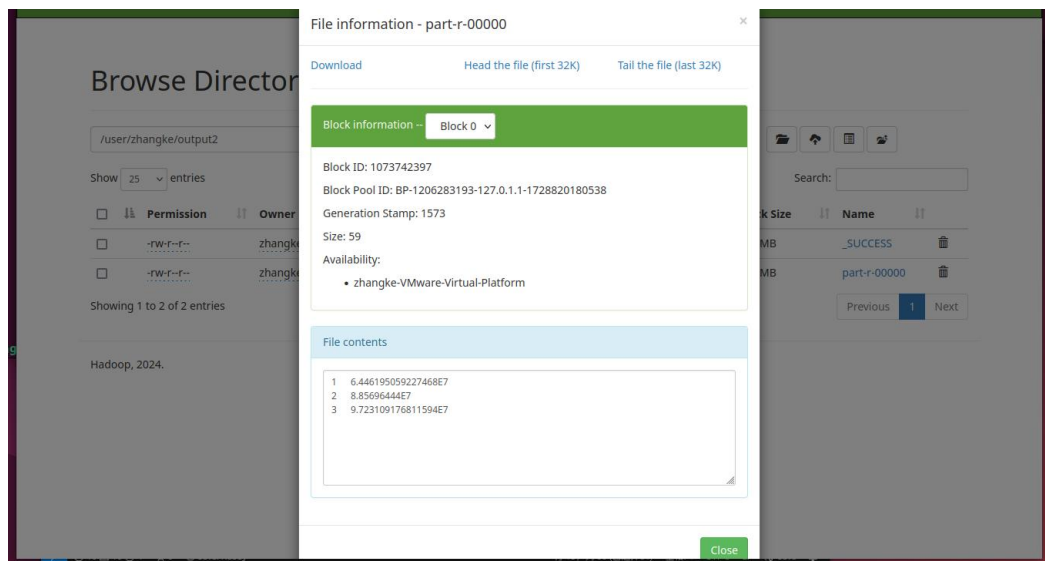 File information - part-r-00000
×
Download Head the file (first 32K) Tail the file (last 32K)
Browse Director
Block information -- Block 0
/user/zhangke/output2
Block ID: 1073742397
Show 25 entries
Search:
Block Pool ID: BP-1206283193-127.0.1.1-1728820180538
Permission Owner
Generation Stamp: 1573
k Size Name
-rw-r--r-- zhangke
Size: 59
MB _SUCCESS
Availability:
-rw-r--r-- zhangke
• zhangke-VMware-Virtual-Platform
MB part-r-00000
Showing 1 to 2 of 2 entries
Previous 1 Next
File contents
Hadoop, 2024.
1 6.446195059227468E7
2 8.85696444E7
3 9.723109176811594E7
Close